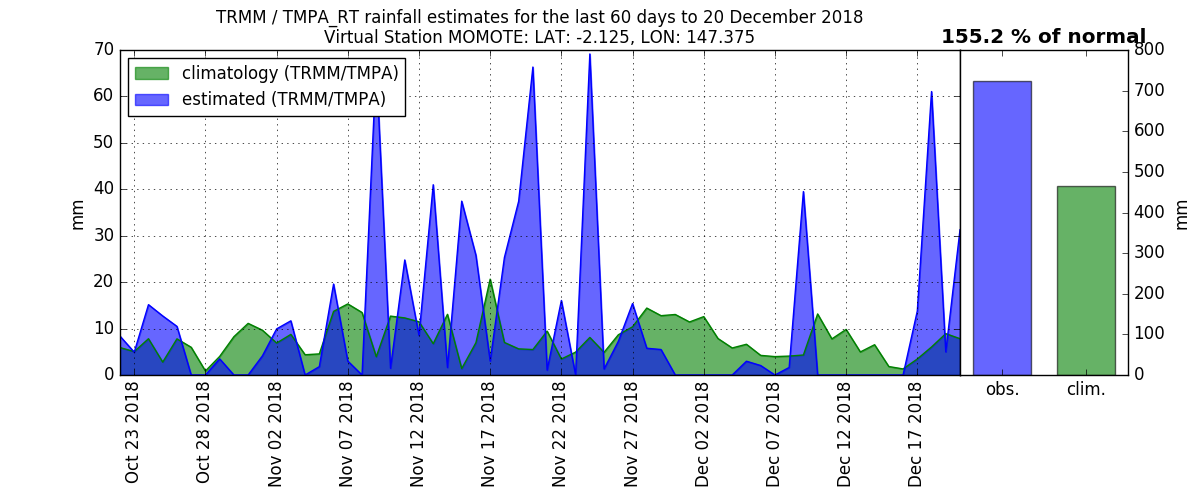 TRMM / TMPA_RT rainfall estimates for the last 60 days to 20 December 2018
Virtual Station MOMOTE: LAT: -2.125, LON: 147.375
155.2 % of normal
climatology (TRMM/TMPA)
estimated (TRMM/TMPA)
70
60
50
40
30
20
10
0
mm
Oct 23 2018
Oct 28 2018
Nov 02 2018
Nov 07 2018
Nov 12 2018
Nov 17 2018
Nov 22 2018
Nov 27 2018
Dec 02 2018
Dec 07 2018
Dec 12 2018
Dec 17 2018
obs.
clim.
800
700
600
500
400
300
200
100
0
mm